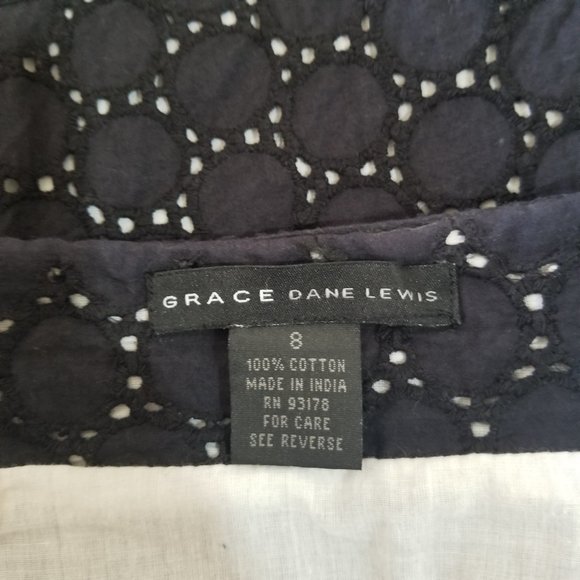 GRACE DANE LEWIS
8
100% COTTON
MADE IN INDIA
RN 93178
FOR CARE
SEE REVERSE